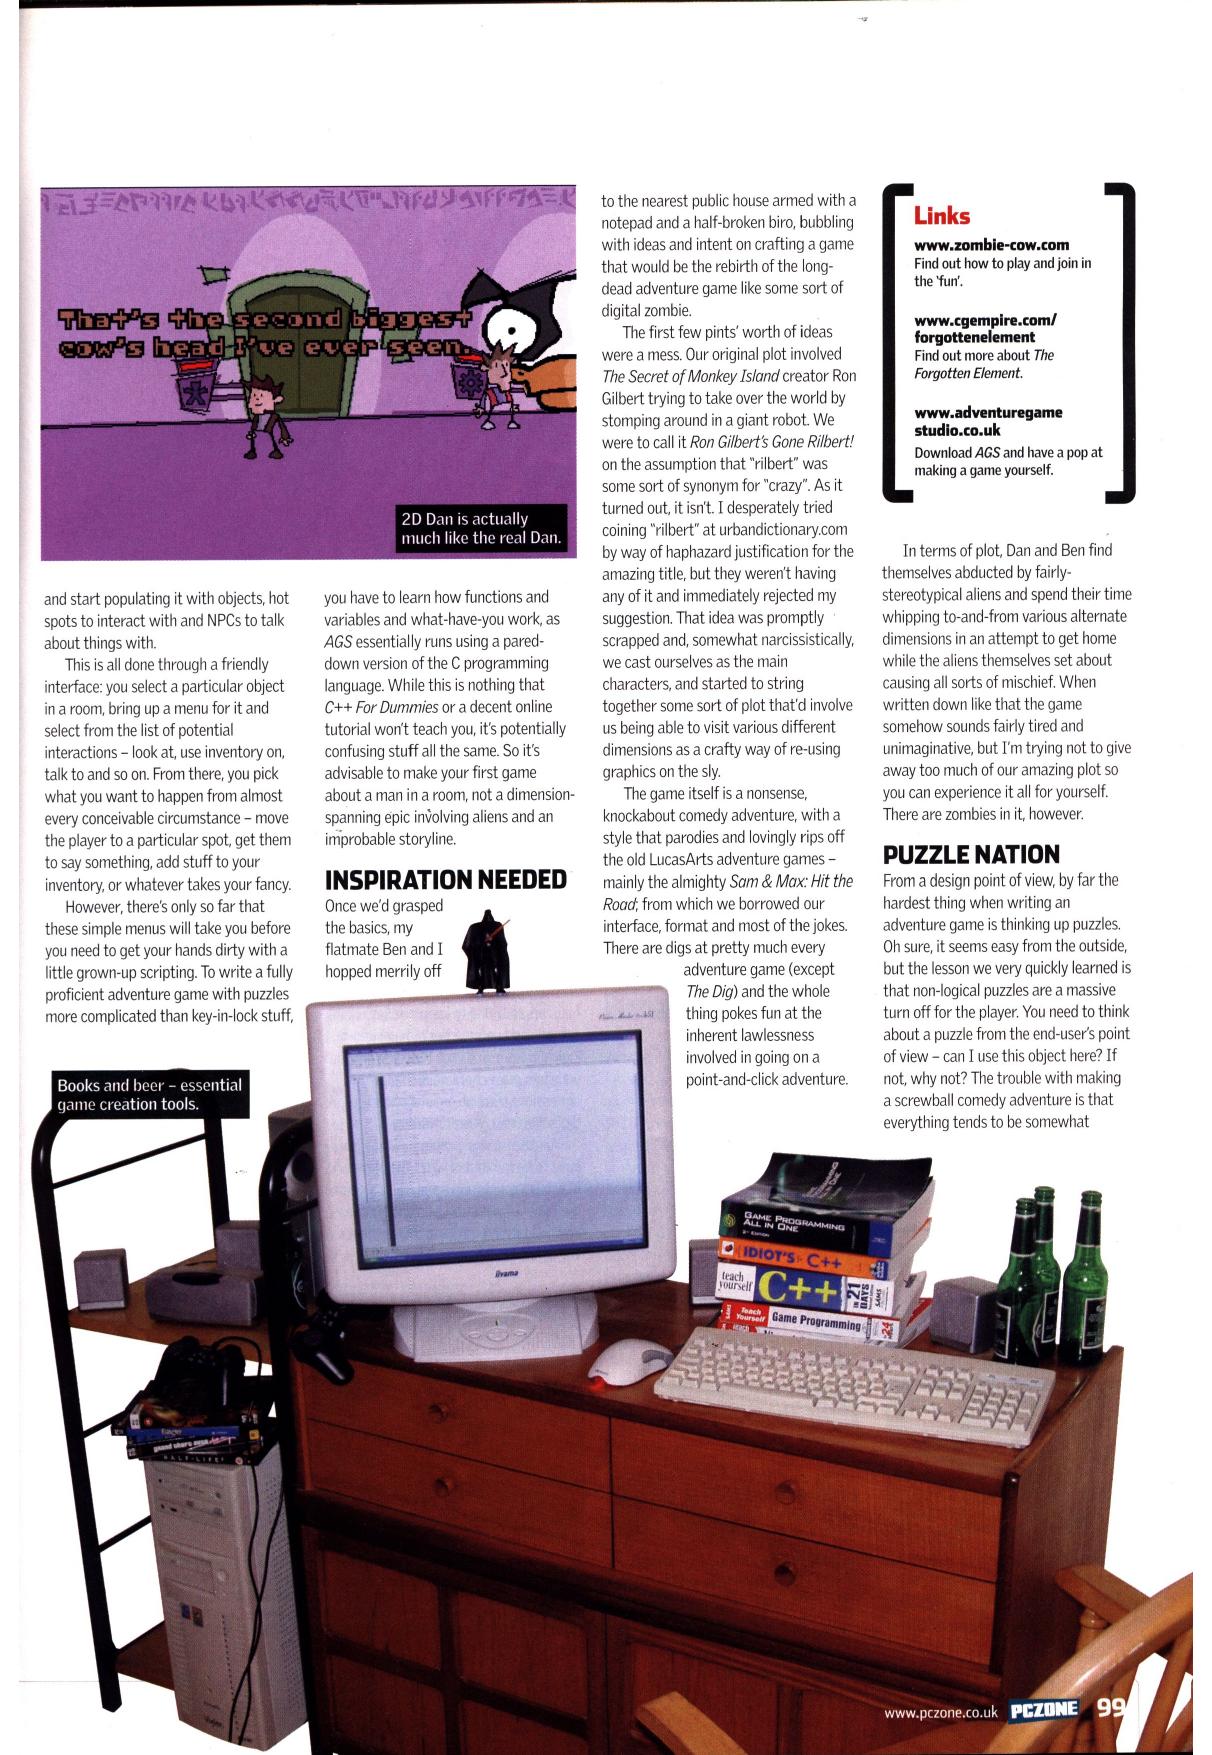 That's the second biggest
cow's head I've ever seen.
2D Dan is actually
much like the real Dan.
and start populating it with objects, hot
spots to interact with and NPCs to talk
about things with.
This is all done through a friendly
interface: you select a particular object
in a room, bring up a menu for it and
select from the list of potential
interactions – look at, use inventory on,
talk to and so on. From there, you pick
what you want to happen from almost
every conceivable circumstance – move
the player to a particular spot, get them
to say something, add stuff to your
inventory, or whatever takes your fancy.
However, there's only so far that
these simple menus will take you before
you need to get your hands dirty with a
little grown-up scripting. To write a fully
proficient adventure game with puzzles
more complicated than key-in-lock stuff,
you have to learn how functions and
variables and what-have-you work, as
AGS essentially runs using a pared-
down version of the C programming
language. While this is nothing that
C++ For Dummies or a decent online
tutorial won't teach you, it's potentially
confusing stuff all the same. So it's
advisable to make your first game
about a man in a room, not a dimension-
spanning epic involving aliens and an
improbable storyline.
INSPIRATION NEEDED
Once we'd grasped
the basics, my
flatmate Ben and I
hopped merrily off
to the nearest public house armed with a
notepad and a half-broken biro, bubbling
with ideas and intent on crafting a game
that would be the rebirth of the long-
dead adventure game like some sort of
digital zombie.
The first few pints' worth of ideas
were a mess. Our original plot involved
The Secret of Monkey Island creator Ron
Gilbert trying to take over the world by
stomping around in a giant robot. We
were to call it Ron Gilbert's Gone Rilbert!
on the assumption that "rilbert" was
some sort of synonym for "crazy". As it
turned out, it isn't. I desperately tried
coining "rilbert" at urbandictionary.com
by way of haphazard justification for the
amazing title, but they weren't having
any of it and immediately rejected my
suggestion. That idea was promptly
scrapped and, somewhat narcissistically,
we cast ourselves as the main
characters, and started to string
together some sort of plot that'd involve
us being able to visit various different
dimensions as a crafty way of re-using
graphics on the sly.
The game itself is a nonsense,
knockabout comedy adventure, with a
style that parodies and lovingly rips off
the old LucasArts adventure games –
mainly the almighty Sam & Max: Hit the
Road, from which we borrowed our
interface, format and most of the jokes.
There are digs at pretty much every
adventure game (except
The Dig) and the whole
thing pokes fun at the
inherent lawlessness
involved in going on a
point-and-click adventure.
Links
www.zombie-cow.com
Find out how to play and join in
the 'fun'.
www.cgempire.com/
forgottenelement
Find out more about The
Forgotten Element.
www.adventuregame
studio.co.uk
Download AGS and have a pop at
making a game yourself.
In terms of plot, Dan and Ben find
themselves abducted by fairly-
stereotypical aliens and spend their time
whipping to-and-from various alternate
dimensions in an attempt to get home
while the aliens themselves set about
causing all sorts of mischief. When
written down like that the game
somehow sounds fairly tired and
unimaginative, but I'm trying not to give
away too much of our amazing plot so
you can experience it all for yourself.
There are zombies in it, however.
PUZZLE NATION
From a design point of view, by far the
hardest thing when writing an
adventure game is thinking up puzzles.
Oh sure, it seems easy from the outside,
but the lesson we very quickly learned is
that non-logical puzzles are a massive
turn off for the player. You need to think
about a puzzle from the end-user's point
of view – can I use this object here? If
not, why not? The trouble with making
a screwball comedy adventure is that
everything tends to be somewhat
Books and beer – essential
game creation tools.
iiyama
GAME PROGRAMMING
ALL IN ONE
2ND EDITION
IDIOT'S C++
teach
yourself
C++
IN 21
DAYS
SAMS
Teach
Yourself
Game Programming
24
HALF-LIFE
www.pczone.co.uk
PCZONE
99